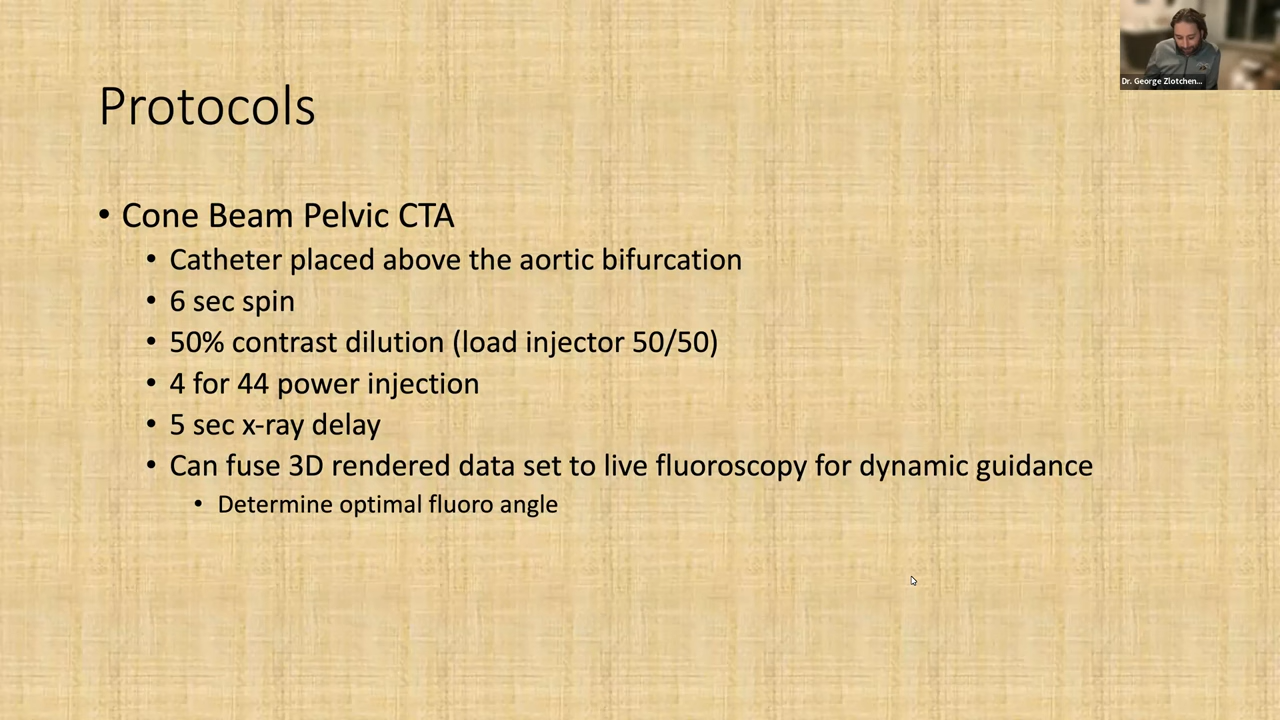 Dr. George Zlotchen...
Protocols
• Cone Beam Pelvic CTA
• Catheter placed above the aortic bifurcation
• 6 sec spin
• 50% contrast dilution (load injector 50/50)
• 4 for 44 power injection
• 5 sec x-ray delay
• Can fuse 3D rendered data set to live fluoroscopy for dynamic guidance
• Determine optimal fluoro angle